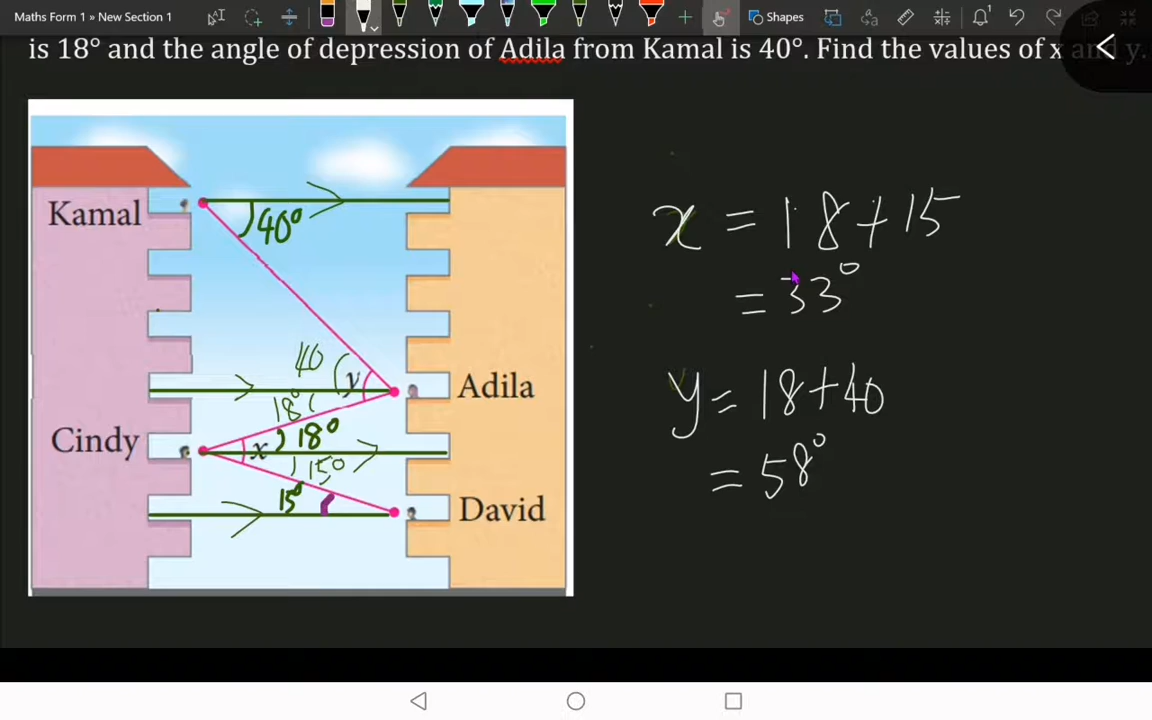 Maths Form 1 » New Section 1
Shapes
is 18° and the angle of depression of Adila from Kamal is 40°. Find the values of x and y.
Kamal
40°
x = 18+15
= 33°
40
y
Adila
18°
y = 18+40
Cindy
x
18°
15°
= 58°
15°
David